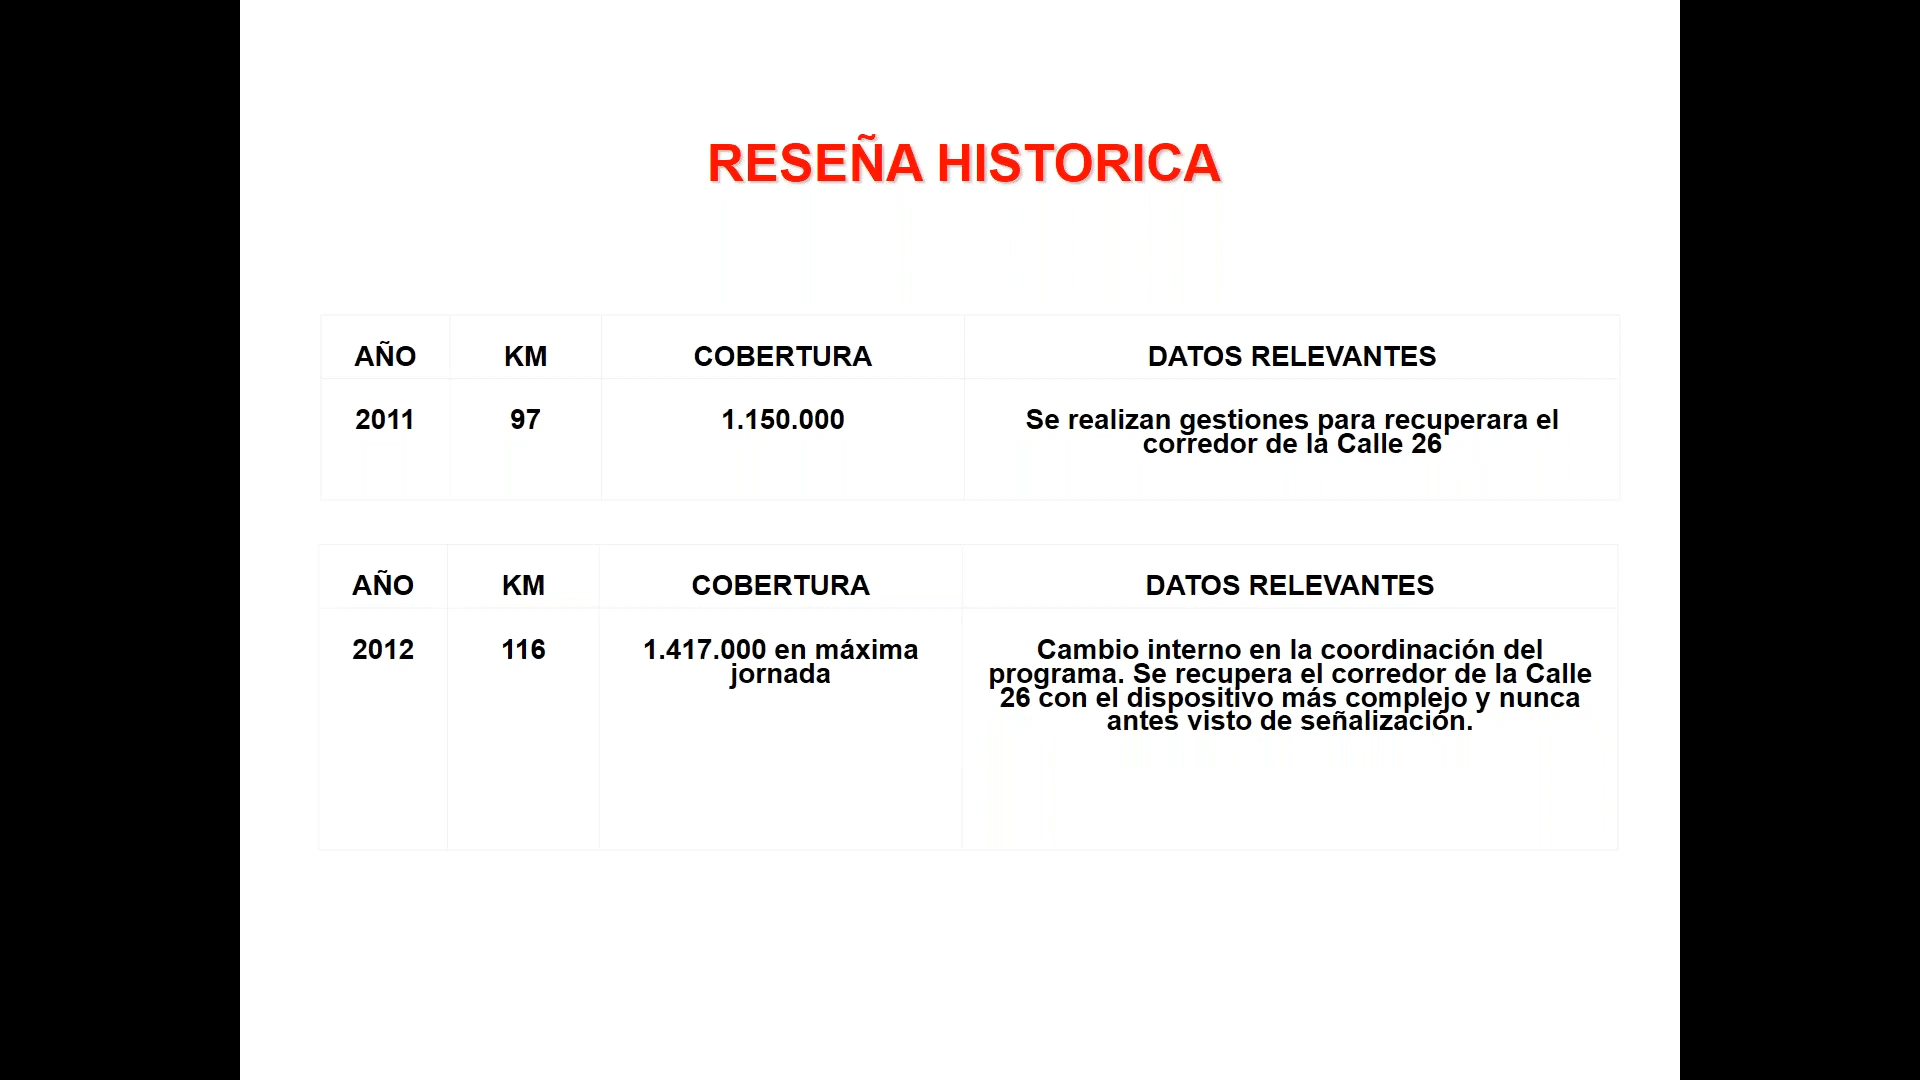 RESEÑA HISTORICA
AÑO KM COBERTURA DATOS RELEVANTES
2011 97 1.150.000 Se realizan gestiones para recuperara el
corredor de la Calle 26
AÑO KM COBERTURA DATOS RELEVANTES
2012 116 1.417.000 en máxima Cambio interno en la coordinación del
jornada programa. Se recupera el corredor de la Calle
26 con el dispositivo más complejo y nunca
antes visto de señalización.